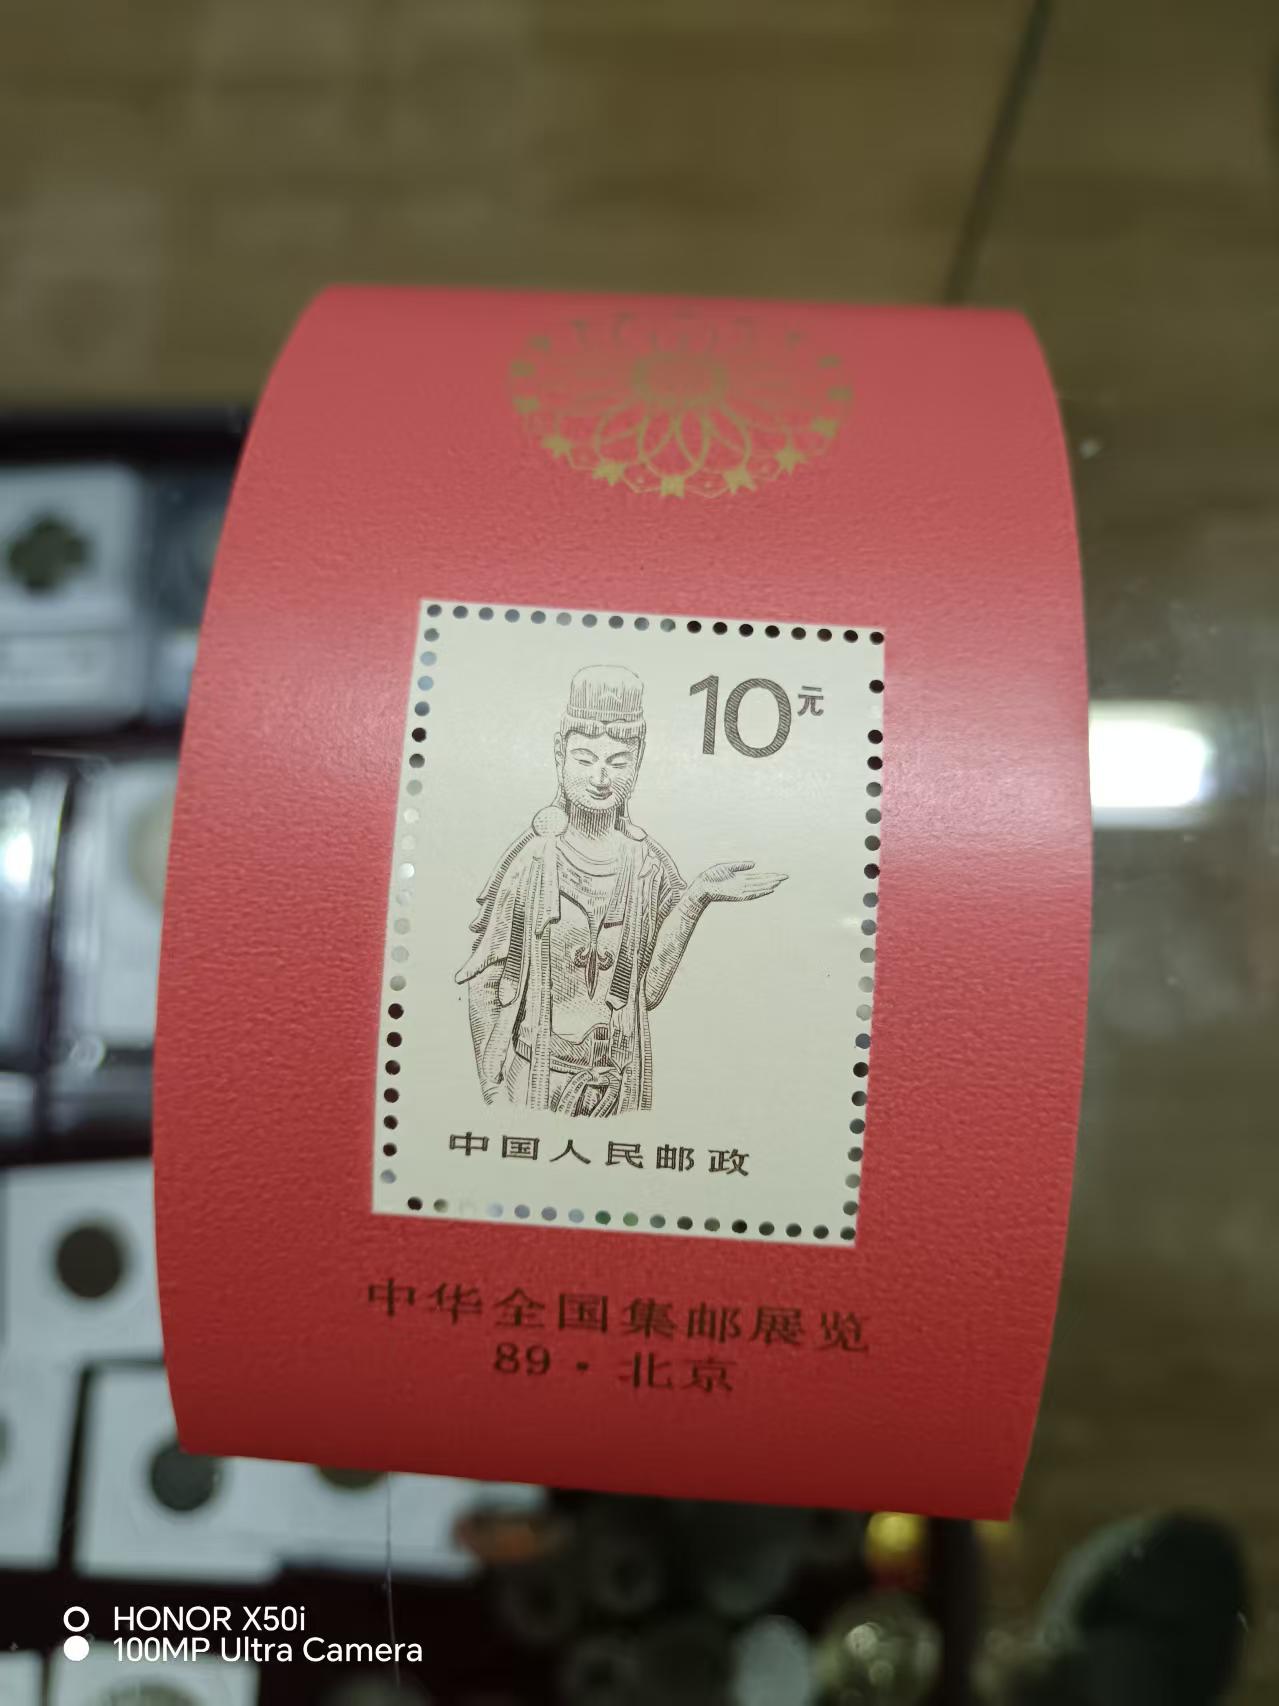 10元
中国人民邮政
中华全国集邮展览
89·北京
HONOR X50i
100MP Ultra Camera